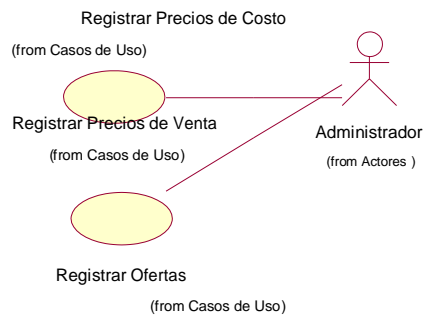 Registrar Precios de Costo
(from Casos de Uso)
Registrar Precios de Venta
(from Casos de Uso)
Administrador
(from Actores )
Registrar Ofertas
(from Casos de Uso)